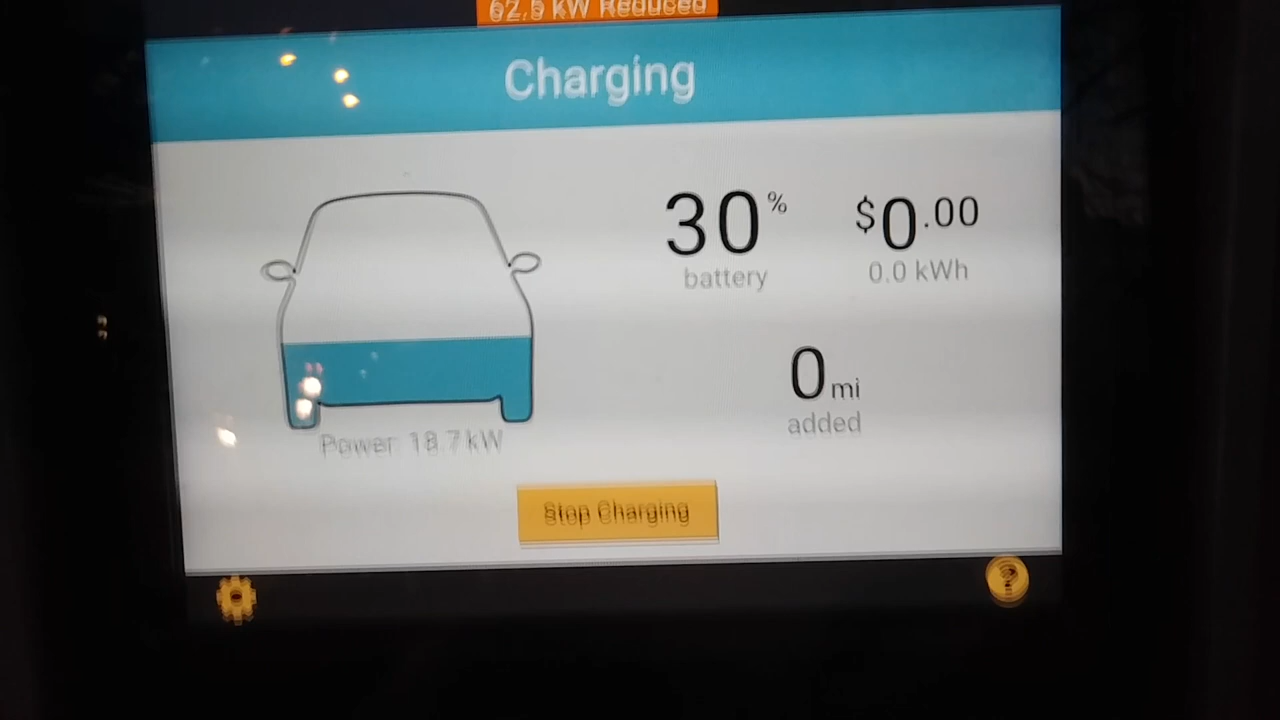 62.5 kW Reduced
Charging
30% $0.00
battery 0.0 kWh
0 mi
added
Power 18.7 kW
Stop Charging
?